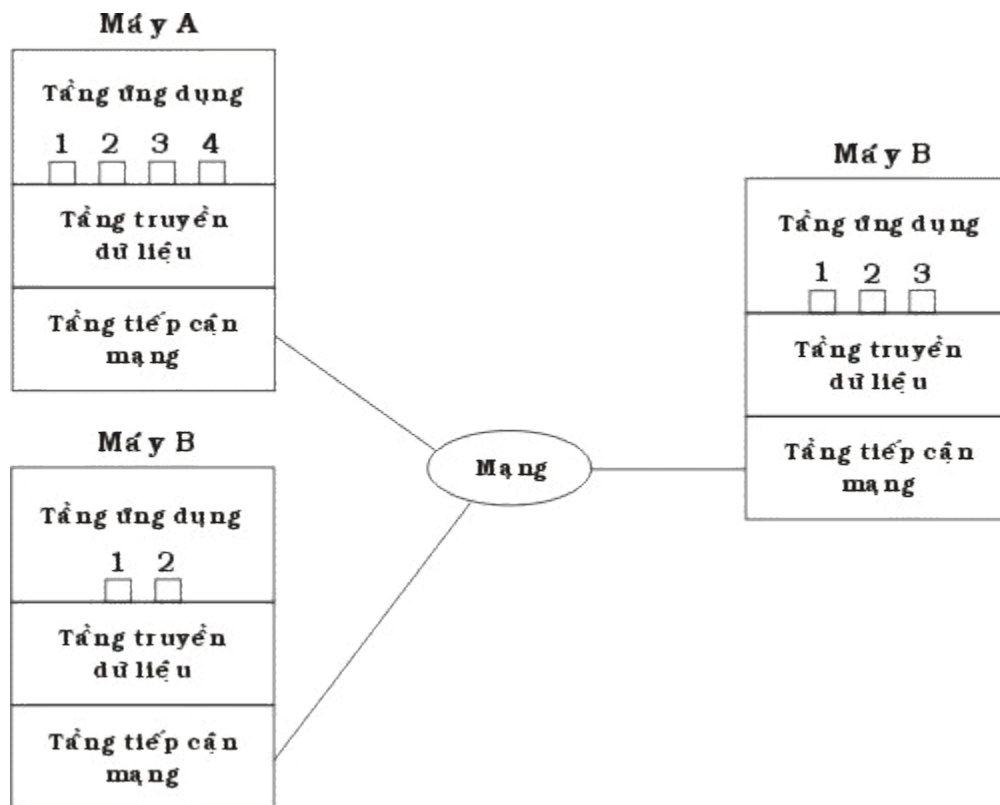 Máy A
Tầng ứng dụng
1 2 3 4
Tầng truyền
dữ liệu
Tầng tiếp cận
mạng
Máy B
Tầng ứng dụng
1 2
Tầng truyền
dữ liệu
Tầng tiếp cận
mạng
Mạng
Máy B
Tầng ứng dụng
1 2 3
Tầng truyền
dữ liệu
Tầng tiếp cận
mạng